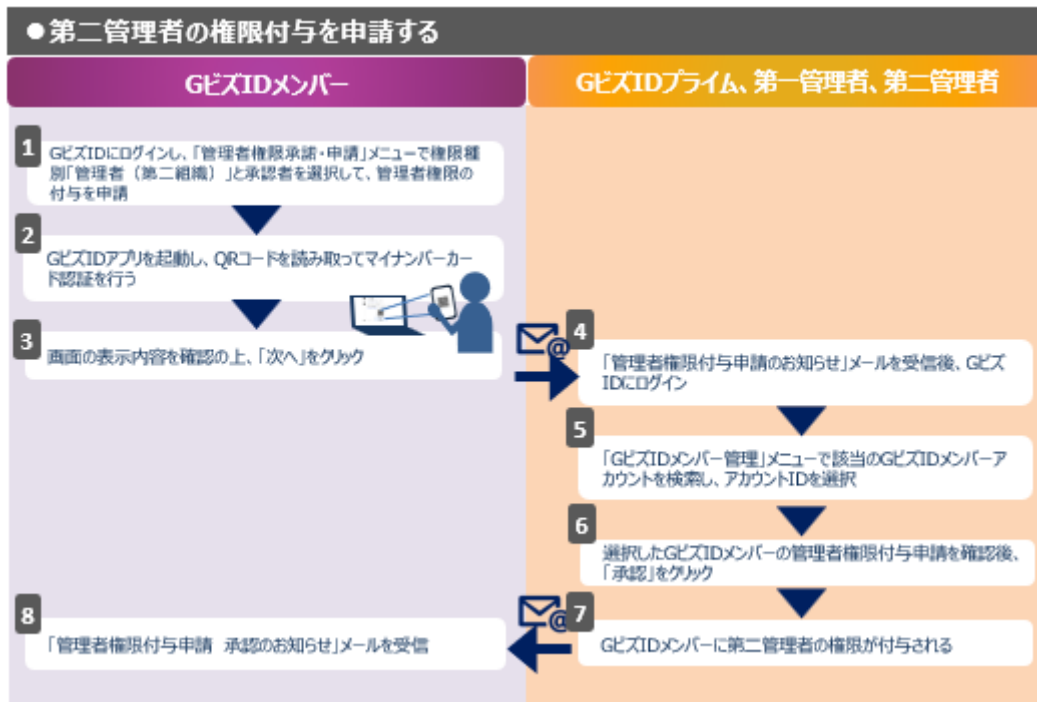 ●第二管理者の権限付与を申請する
GビズIDメンバー
GビズIDプライム、第一管理者、第二管理者
1
GビズIDにログインし、「管理者権限承諾・申請」メニューで権限種
別「管理者（第二組織）」と承認者を選択して、管理者権限の
付与を申請
2
GビズIDアプリを起動し、QRコードを読み取ってマイナンバーカー
ド認証を行う
3
画面の表示内容を確認の上、「次へ」をクリック
@
4
「管理者権限付与申請のお知らせ」メールを受信後、Gビズ
IDにログイン
5
「GビズIDメンバー管理」メニューで該当のGビズIDメンバーア
カウントを検索し、アカウントIDを選択
6
選択したGビズIDメンバーの管理者権限付与申請を確認後、
「承認」をクリック
@
7
GビズIDメンバーに第二管理者の権限が付与される
8
「管理者権限付与申請　承認のお知らせ」メールを受信